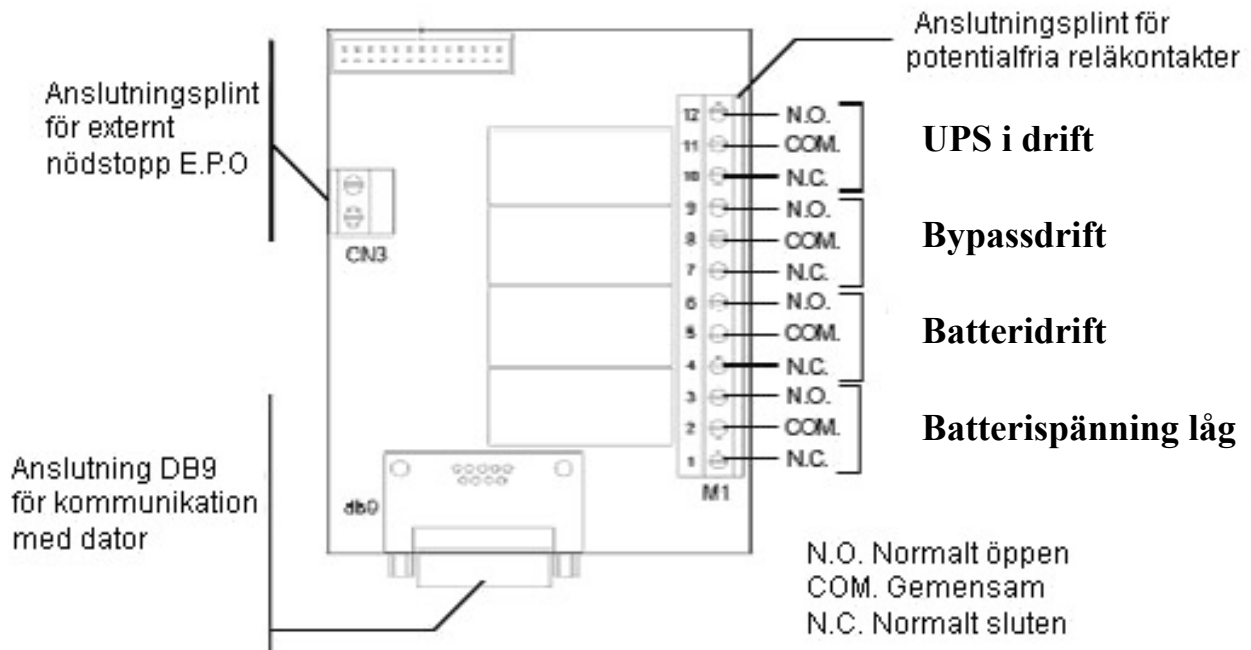 Anslutningsplint för
potentialfria reläkontakter
Anslutningsplint
för externt
nödstopp E.P.O
CN3
12 N.O.
11 COM.
10 N.C.
UPS i drift
9 N.O.
8 COM.
7 N.C.
Bypassdrift
6 N.O.
5 COM.
4 N.C.
Batteridrift
3 N.O.
2 COM.
1 N.C.
Batterispänning låg
M1
Anslutning DB9
för kommunikation
med dator
db9
N.O. Normalt öppen
COM. Gemensam
N.C. Normalt sluten